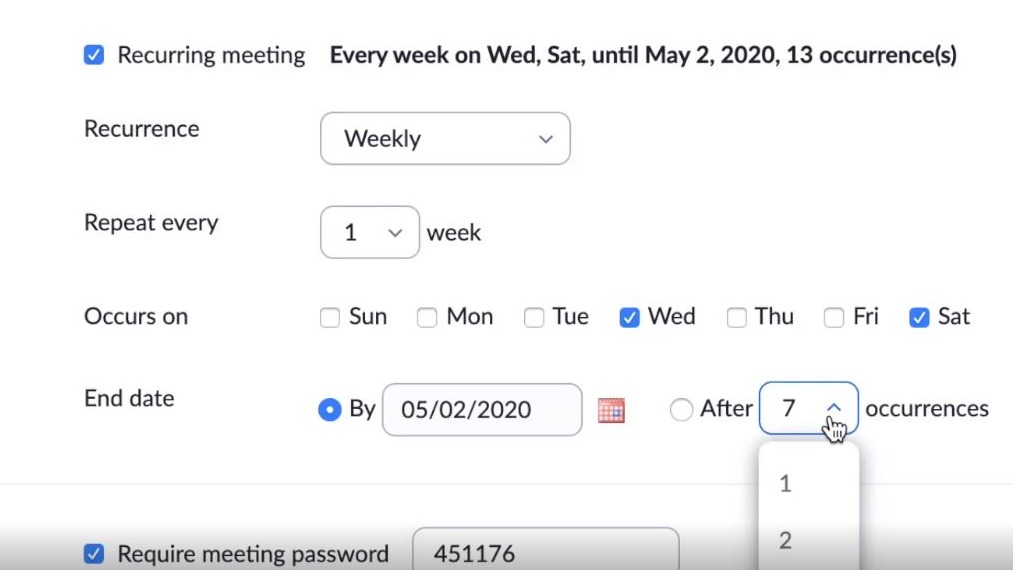 Recurring meeting Every week on Wed, Sat, until May 2, 2020, 13 occurrence(s)
Recurrence Weekly
Repeat every 1 week
Occurs on Sun Mon Tue Wed Thu Fri Sat
End date By 05/02/2020 After 7 occurrences
1
2
Require meeting password 451176